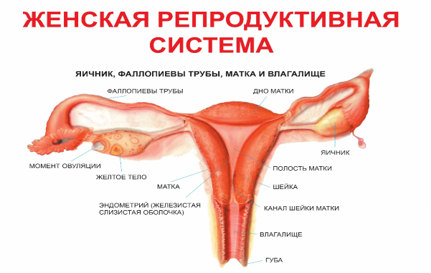 ЖЕНСКАЯ РЕПРОДУКТИВНАЯ
СИСТЕМА
ЯИЧНИК, ФАЛЛОПИЕВЫ ТРУБЫ, МАТКА И ВЛАГАЛИЩЕ
ФАЛЛОПИЕВЫ ТРУБЫ
ДНО МАТКИ
МОМЕНТ ОВУЛЯЦИИ
ЖЕЛТОЕ ТЕЛО
ЯИЧНИК
ПОЛОСТЬ МАТКИ
МАТКА
ШЕЙКА
ЭНДОМЕТРИЙ (ЖЕЛЕЗИСТАЯ
СЛИЗИСТАЯ ОБОЛОЧКА)
КАНАЛ ШЕЙКИ МАТКИ
ВЛАГАЛИЩЕ
ГУБА